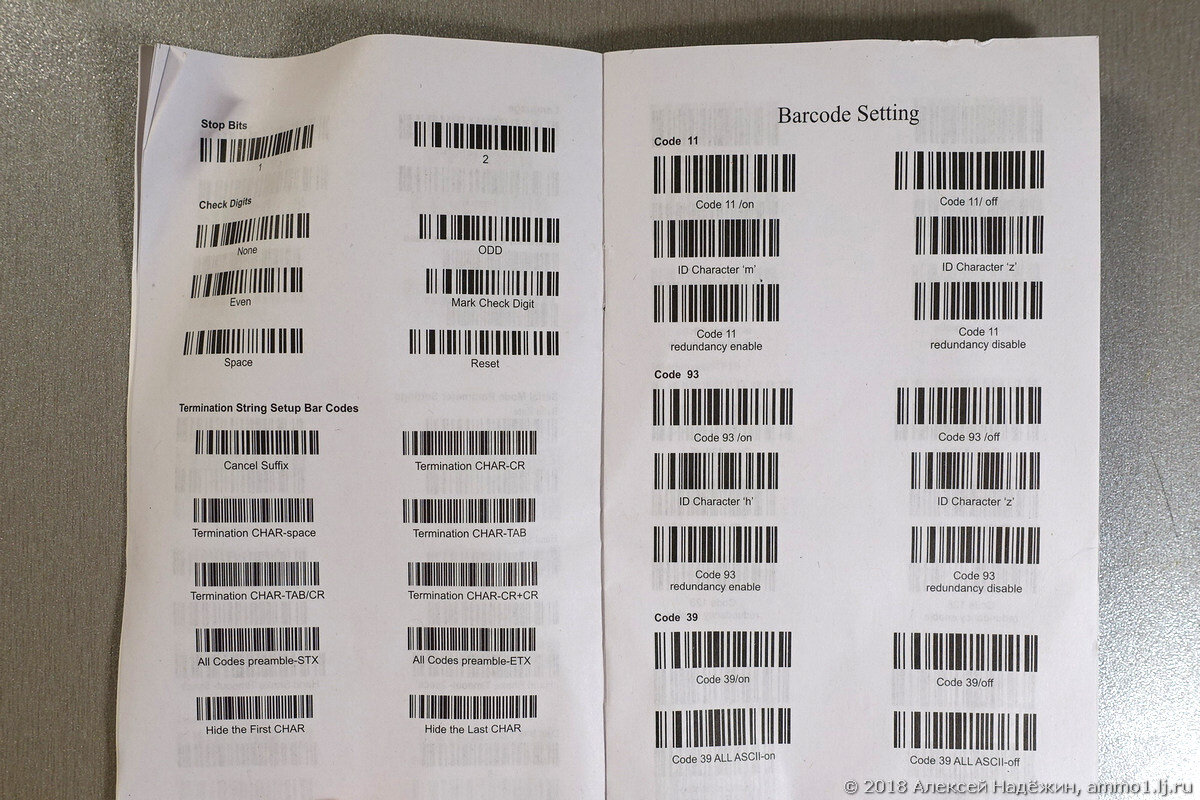 Stop Bits
1
2
Check Digits
None
ODD
Even
Mark Check Digit
Space
Reset
Termination String Setup Bar Codes
Cancel Suffix
Termination CHAR-CR
Termination CHAR-space
Termination CHAR-TAB
Termination CHAR-TAB/CR
Termination CHAR-CR+CR
All Codes preamble-STX
All Codes preamble-ETX
Hide the First CHAR
Hide the Last CHAR
Barcode Setting
Code 11
Code 11 /on
Code 11/ off
ID Character ‘m’
ID Character ‘z’
Code 11
redundancy enable
Code 11
redundancy disable
Code 93
Code 93 /on
Code 93 /off
ID Character ‘h’
ID Character ‘z’
Code 93
redundancy enable
Code 93
redundancy disable
Code 39
Code 39/on
Code 39/off
Code 39 ALL ASCII-on
Code 39 ALL ASCII-off
© 2018 Алексей Надёжин, ammo1.lj.ru